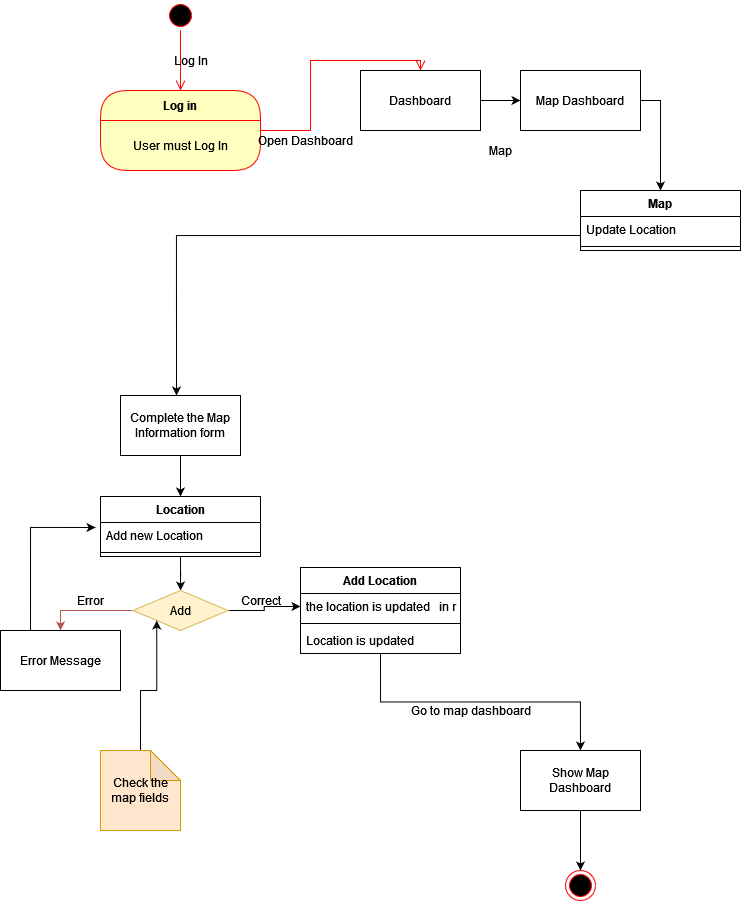 Log In
Log in
User must Log In
Open Dashboard
Dashboard
Map Dashboard
Map
Map
Update Location
Complete the Map
Information form
Location
Add new Location
Add
Error
Correct
Error Message
Add Location
the location is updated in r
Location is updated
Go to map dashboard
Check the
map fields
Show Map
Dashboard